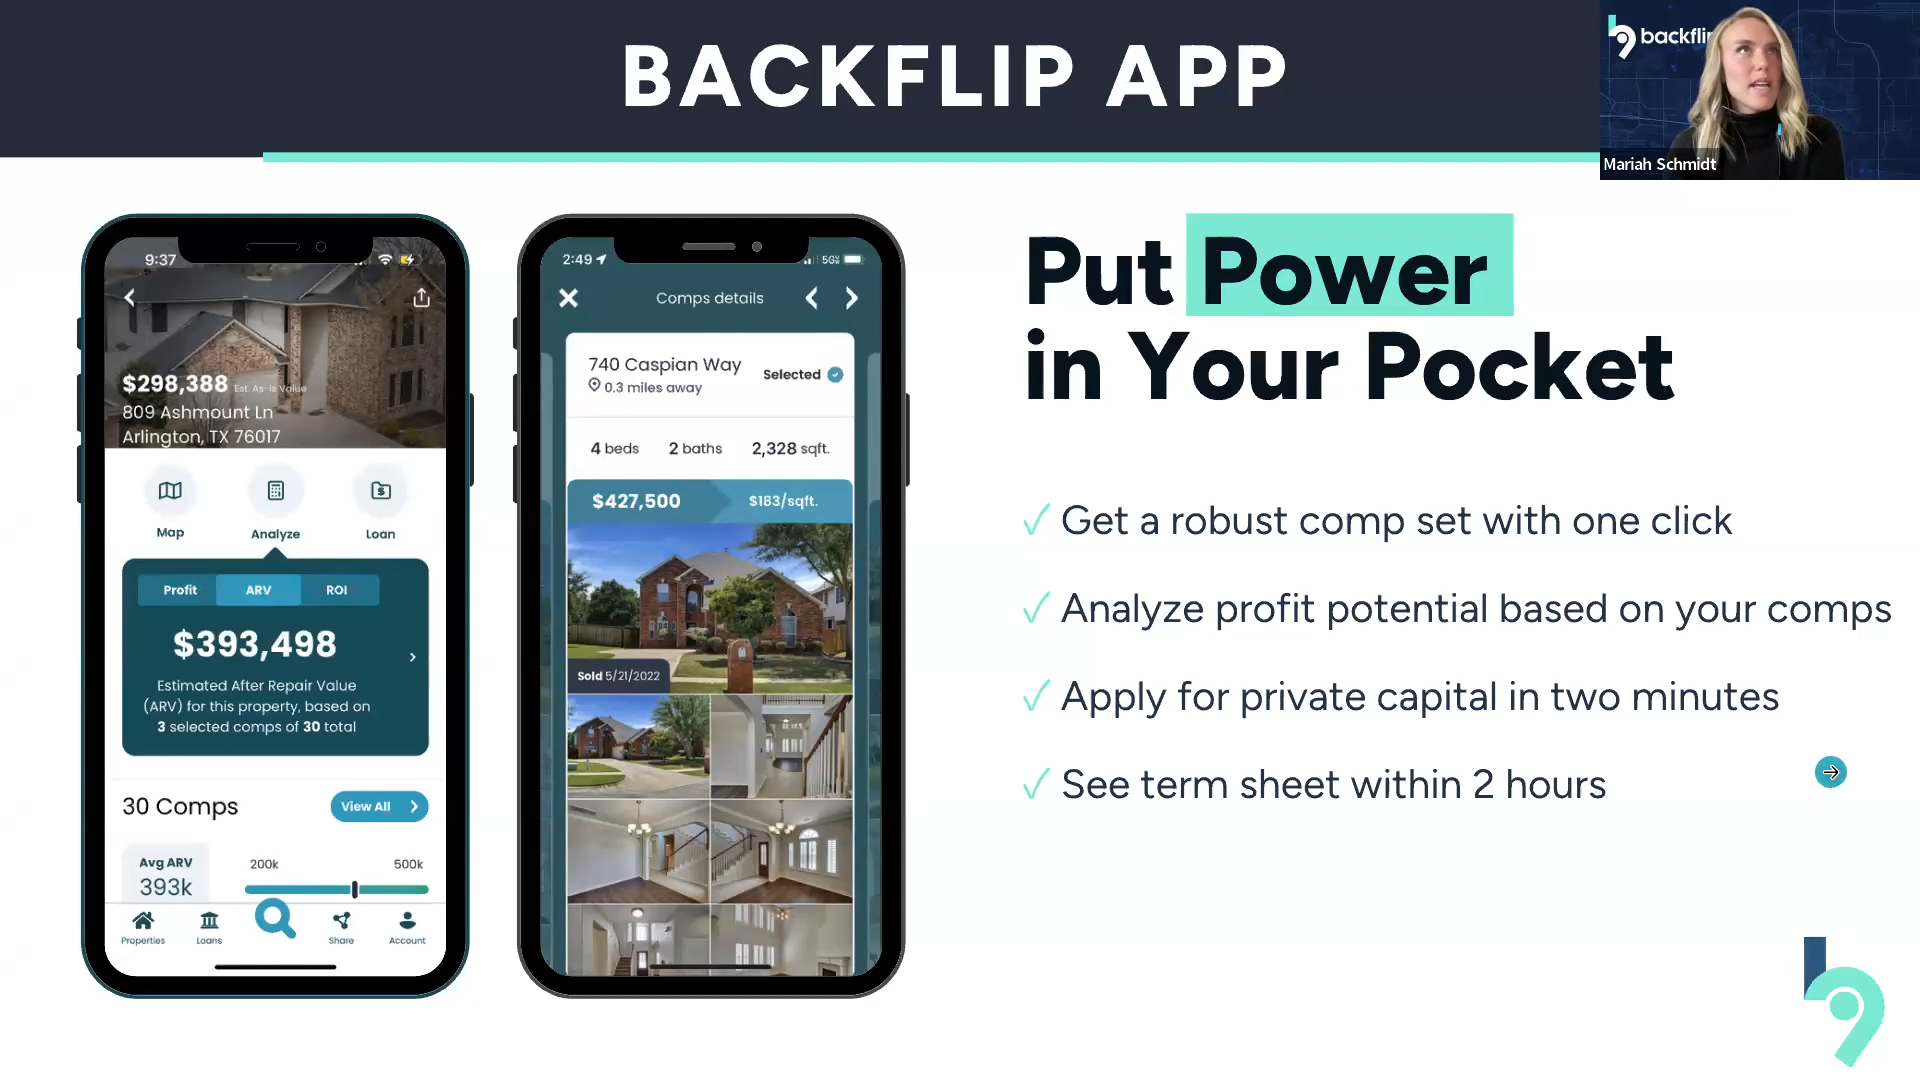 BACKFLIP APP
backflip
Mariah Schmidt
9:37
$298,388 Est. As-Is Value
809 Ashmount Ln
Arlington, TX 76017
Map
Analyze
Loan
Profit
ARV
ROI
$393,498
Estimated After Repair Value
(ARV) for this property, based on
3 selected comps of 30 total
30 Comps
View All
Avg ARV
393k
200k
500k
Properties
Loans
Share
Account
2:49
5G
Comps details
740 Caspian Way
0.3 miles away
Selected
4 beds
2 baths
2,328 sqft.
$427,500
$183/sqft.
Sold 5/21/2022
Put Power
in Your Pocket
✓ Get a robust comp set with one click
✓ Analyze profit potential based on your comps
✓ Apply for private capital in two minutes
✓ See term sheet within 2 hours